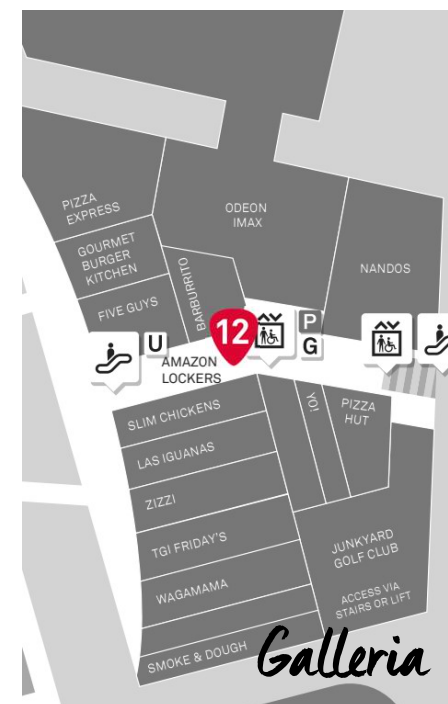 PIZZA
EXPRESS
ODEON
IMAX
GOURMET
BURGER
KITCHEN
NANDOS
BARBURRITO
FIVE GUYS
12
P
G
U
AMAZON
LOCKERS
SLIM CHICKENS
YO!
PIZZA
HUT
LAS IGUANAS
ZIZZI
TGI FRIDAY'S
JUNKYARD
GOLF CLUB
WAGAMAMA
ACCESS VIA
STAIRS OR LIFT
SMOKE & DOUGH
Galleria